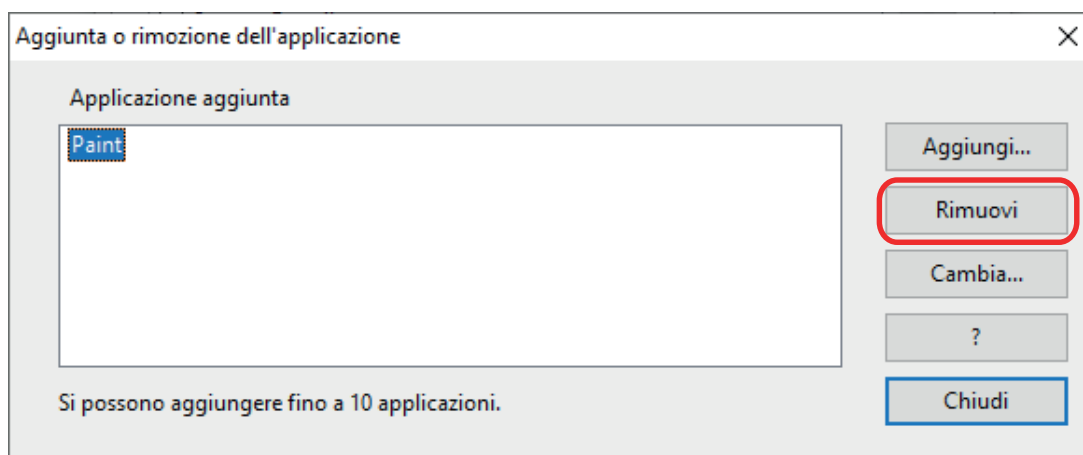 Aggiunta o rimozione dell'applicazione
Applicazione aggiunta
Paint
Aggiungi...
Rimuovi
Cambia...
?
Si possono aggiungere fino a 10 applicazioni.
Chiudi